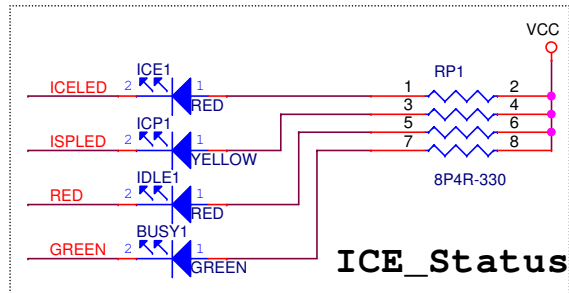 VCC
ICE1
RP1
ICELED 2 1 1 2
RED
3 4
ICP1
5 6
ISPLED 2 1 7 8
YELLOW
IDLE1
8P4R-330
RED 2 1
RED
BUSY1
GREEN 2 1
GREEN
ICE_Status